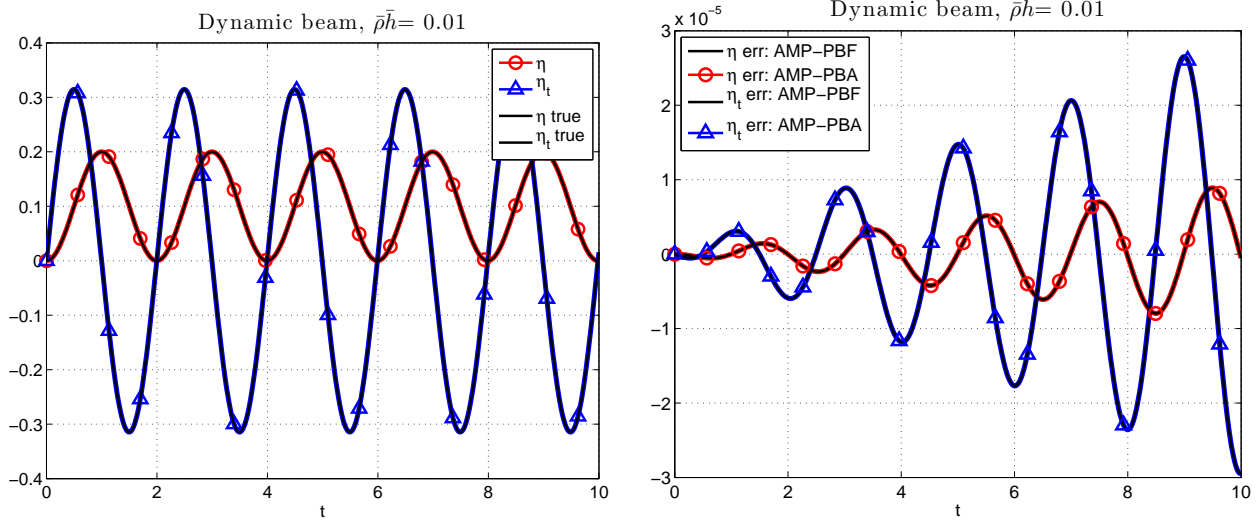 Dynamic beam, ρ̄h̄= 0.01
0.4
0.3
0.2
0.1
0
−0.1
−0.2
−0.3
−0.4
0 2 4 6 8 10
t
η
η_t
η true
η_t true
Dynamic beam, ρ̄h= 0.01
x 10^−5
3
2
1
0
−1
−2
−3
0 2 4 6 8 10
t
η err: AMP−PBF
η err: AMP−PBA
η_t err: AMP−PBF
η_t err: AMP−PBA